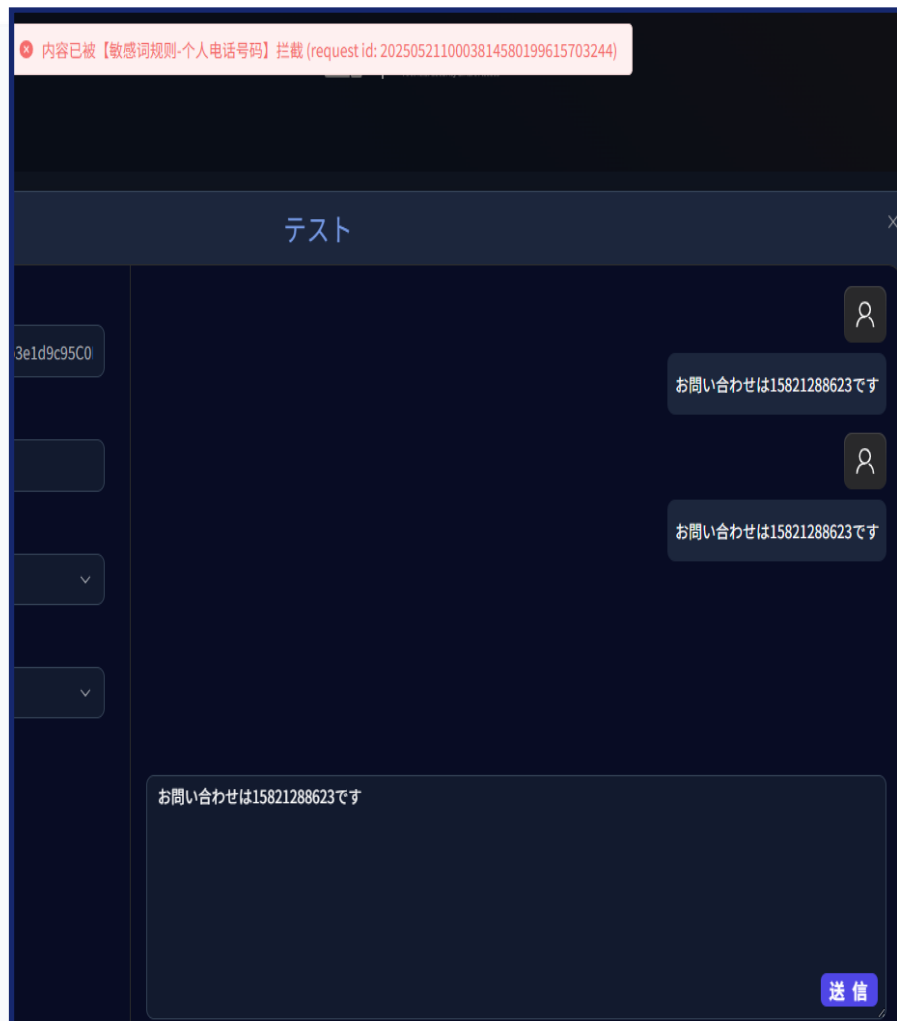 内容已被【敏感词规则-个人电话号码】拦截 (request id: 20250521100038145801996157​03244)
テスト
3e1d9c95C0
お問い合わせは15821288623です
お問い合わせは15821288623です
お問い合わせは15821288623です
送 信